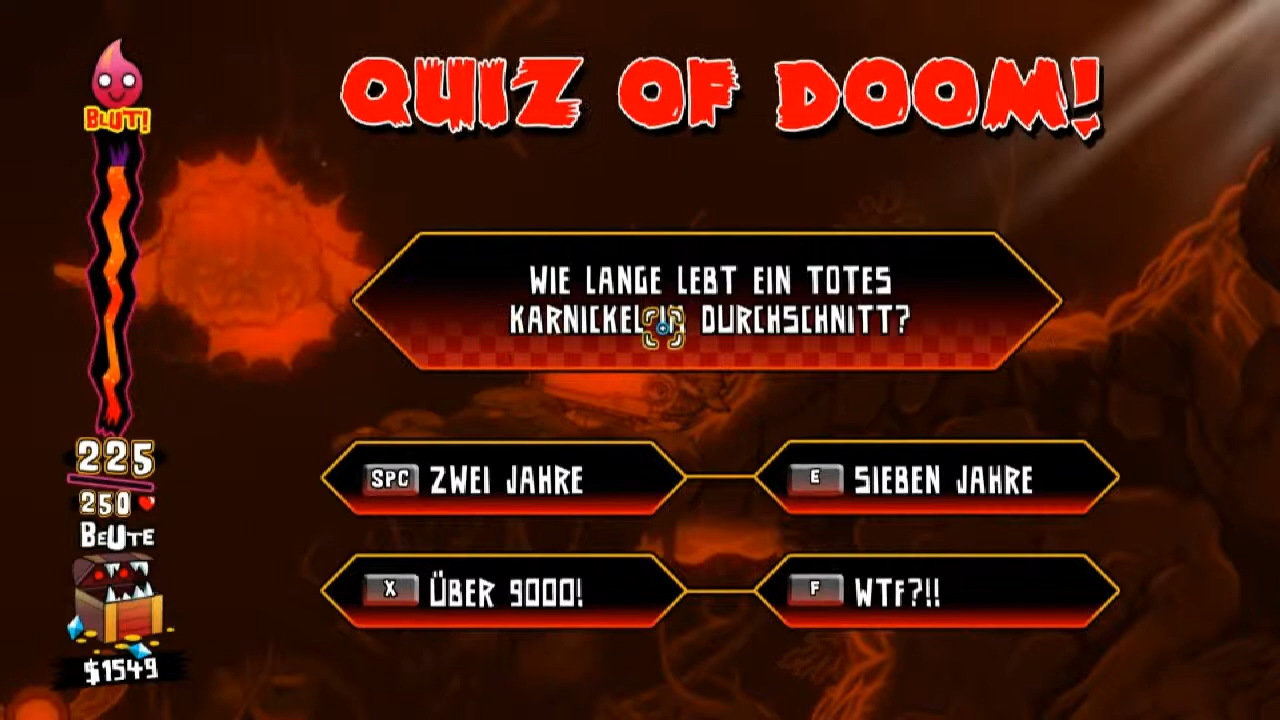 QUIZ OF DOOM!
BLUT!
WIE LANGE LEBT EIN TOTES
KARNICKEL DURCHSCHNITT?
SPC ZWEI JAHRE
E SIEBEN JAHRE
X ÜBER 9000!
F WTF?!!
225
250
BEUTE
$1549